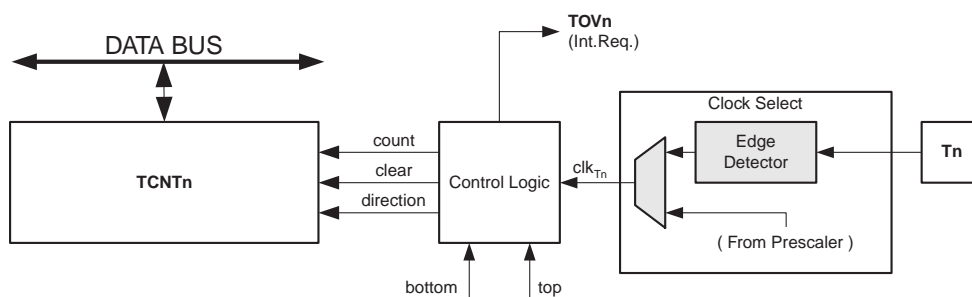 TOVn
(Int.Req.)
DATA BUS
Clock Select
count
Edge
Detector
Tn
TCNTn
clear
Control Logic
clkTn
direction
( From Prescaler )
bottom
top